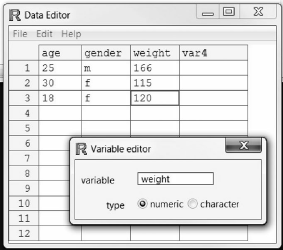 Data Editor
File Edit Help
age gender weight var4
1 25 m 166
2 30 f 115
3 18 f 120
4
5
6
7
8
9
10
11
12
Variable editor
variable weight
type numeric character